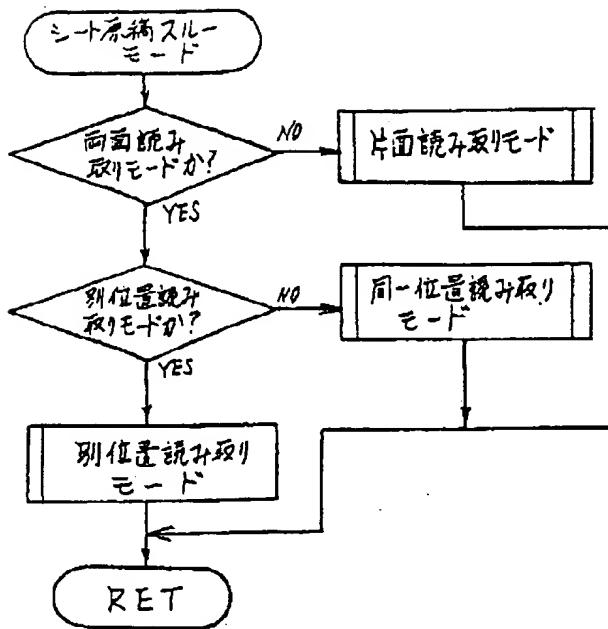 シート原稿スルー
モード
両面読み
取りモードか?
NO
片面読み取りモード
YES
別位置読み
取りモードか?
NO
同一位置読み取り
モード
YES
別位置読み取り
モード
RET